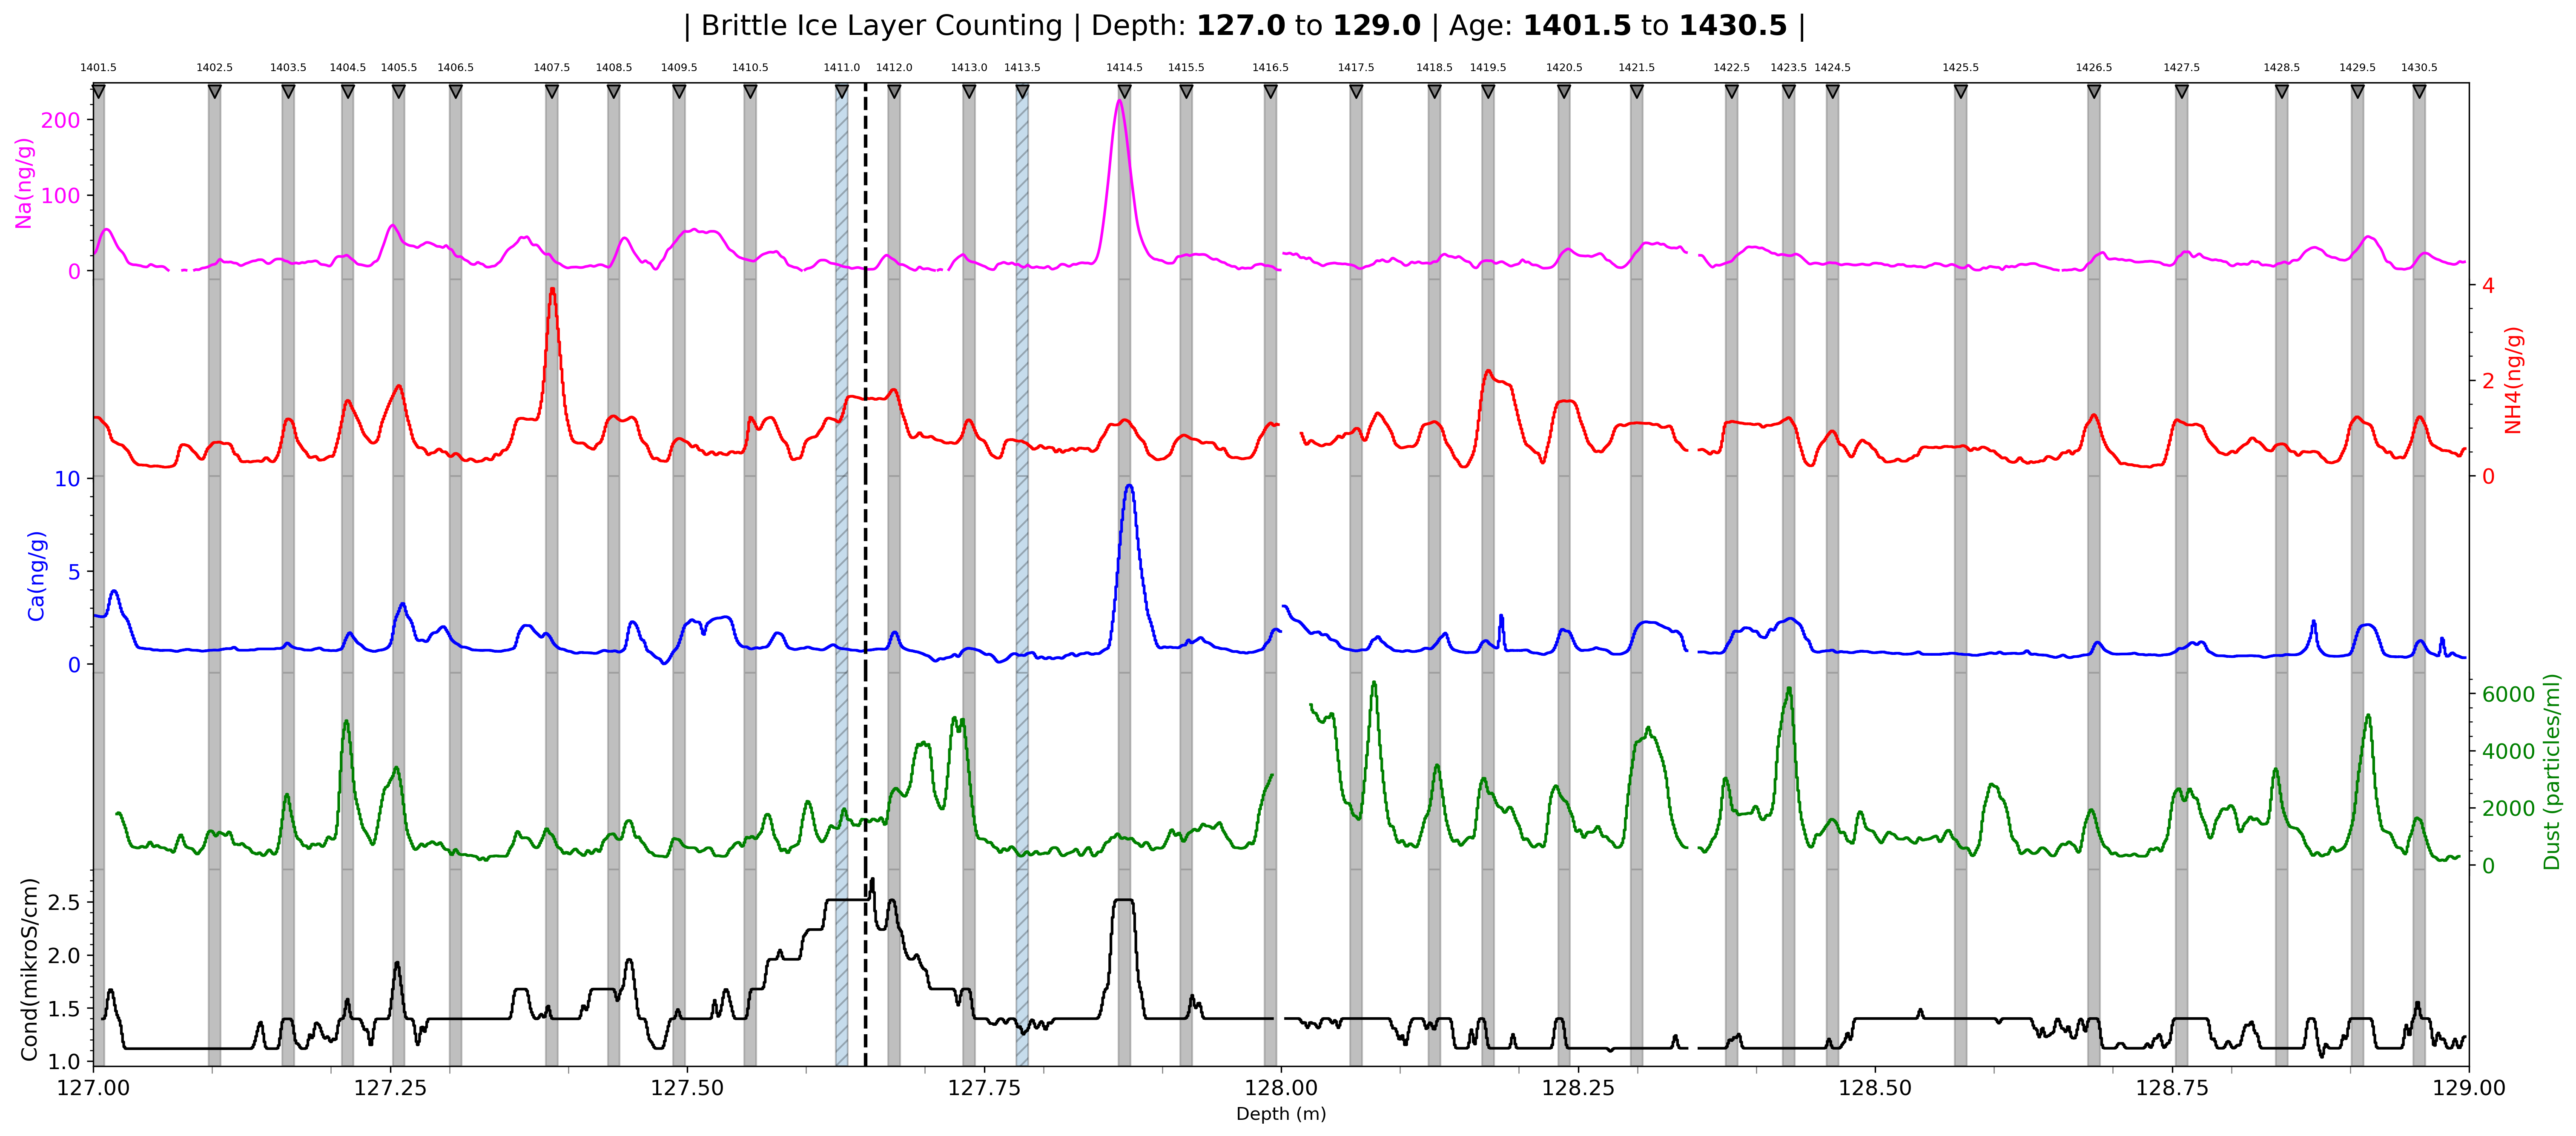 | Brittle Ice Layer Counting | Depth: 127.0 to 129.0 | Age: 1401.5 to 1430.5 |
1401.5 1402.5 1403.5 1404.5 1405.5 1406.5 1407.5 1408.5 1409.5 1410.5 1411.0 1412.0 1413.0 1413.5 1414.5 1415.5 1416.5 1417.5 1418.5 1419.5 1420.5 1421.5 1422.5 1423.5 1424.5 1425.5 1426.5 1427.5 1428.5 1429.5 1430.5
Na(ng/g)
200
100
0
NH4(ng/g)
4
2
0
Ca(ng/g)
10
5
0
Dust (particles/ml)
6000
4000
2000
0
Cond(mikroS/cm)
2.5
2.0
1.5
1.0
127.00 127.25 127.50 127.75 128.00 128.25 128.50 128.75 129.00
Depth (m)